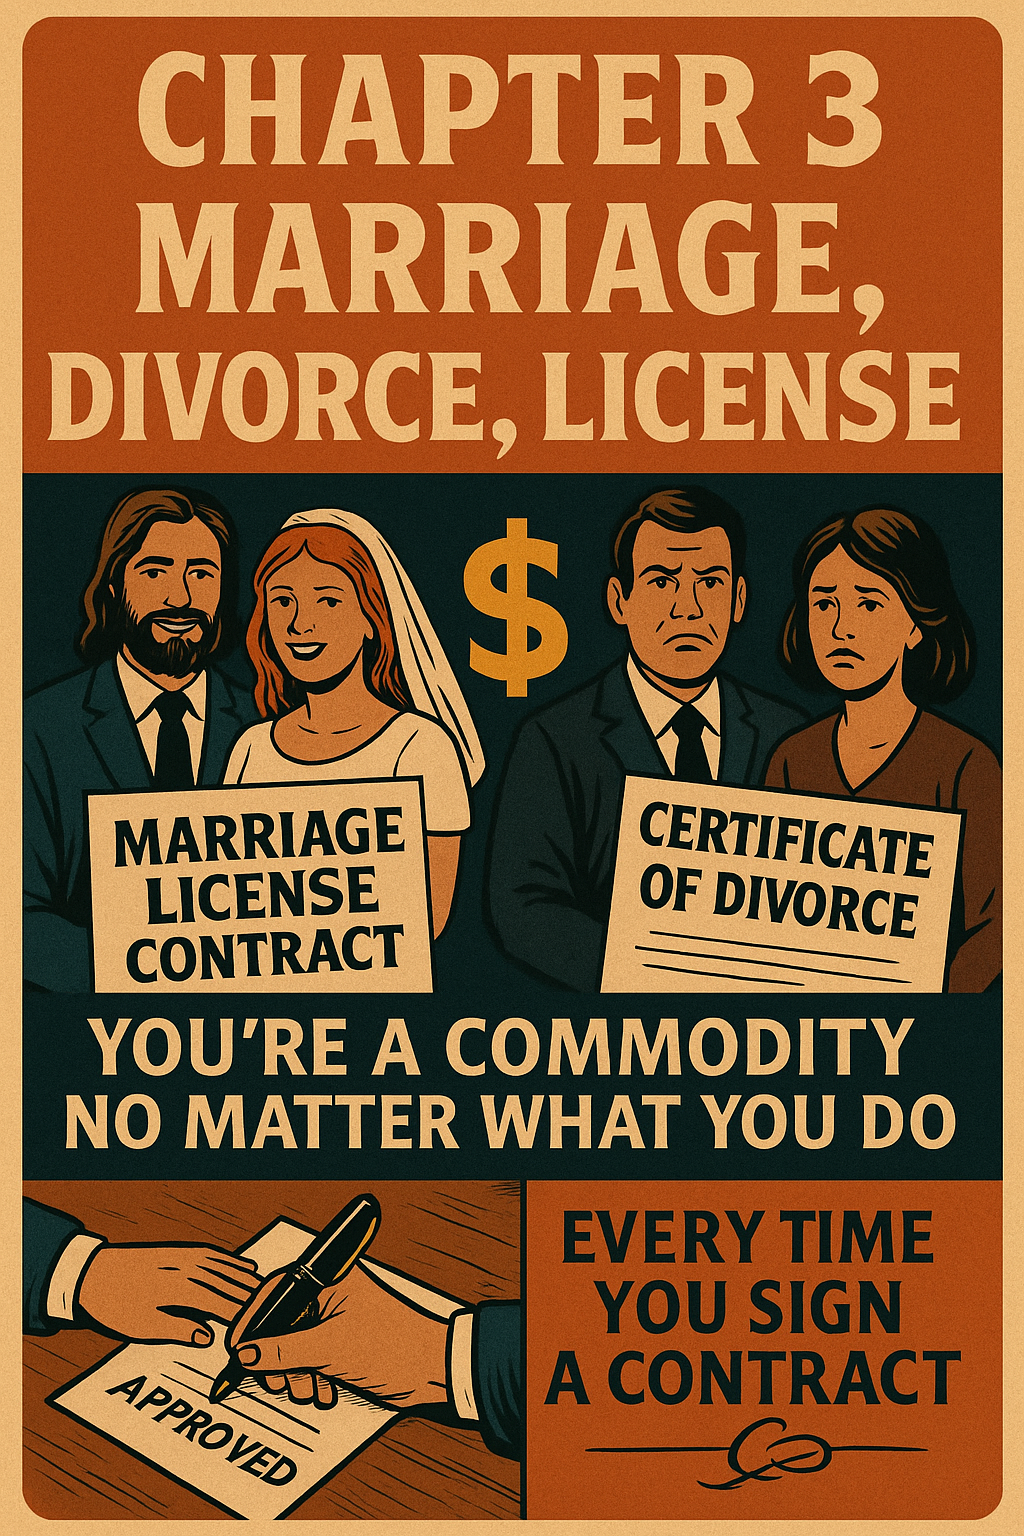 CHAPTER 3
MARRIAGE,
DIVORCE, LICENSE
$
MARRIAGE
LICENSE
CONTRACT
CERTIFICATE
OF DIVORCE
YOU'RE A COMMODITY
NO MATTER WHAT YOU DO
APPROVED
EVERY TIME
YOU SIGN
A CONTRACT